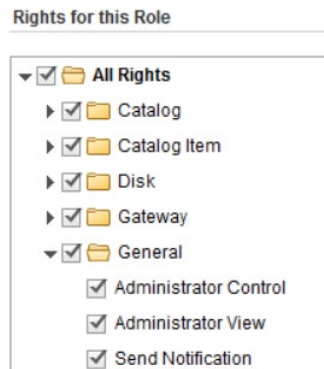 Rights for this Role
All Rights
Catalog
Catalog Item
Disk
Gateway
General
Administrator Control
Administrator View
Send Notification